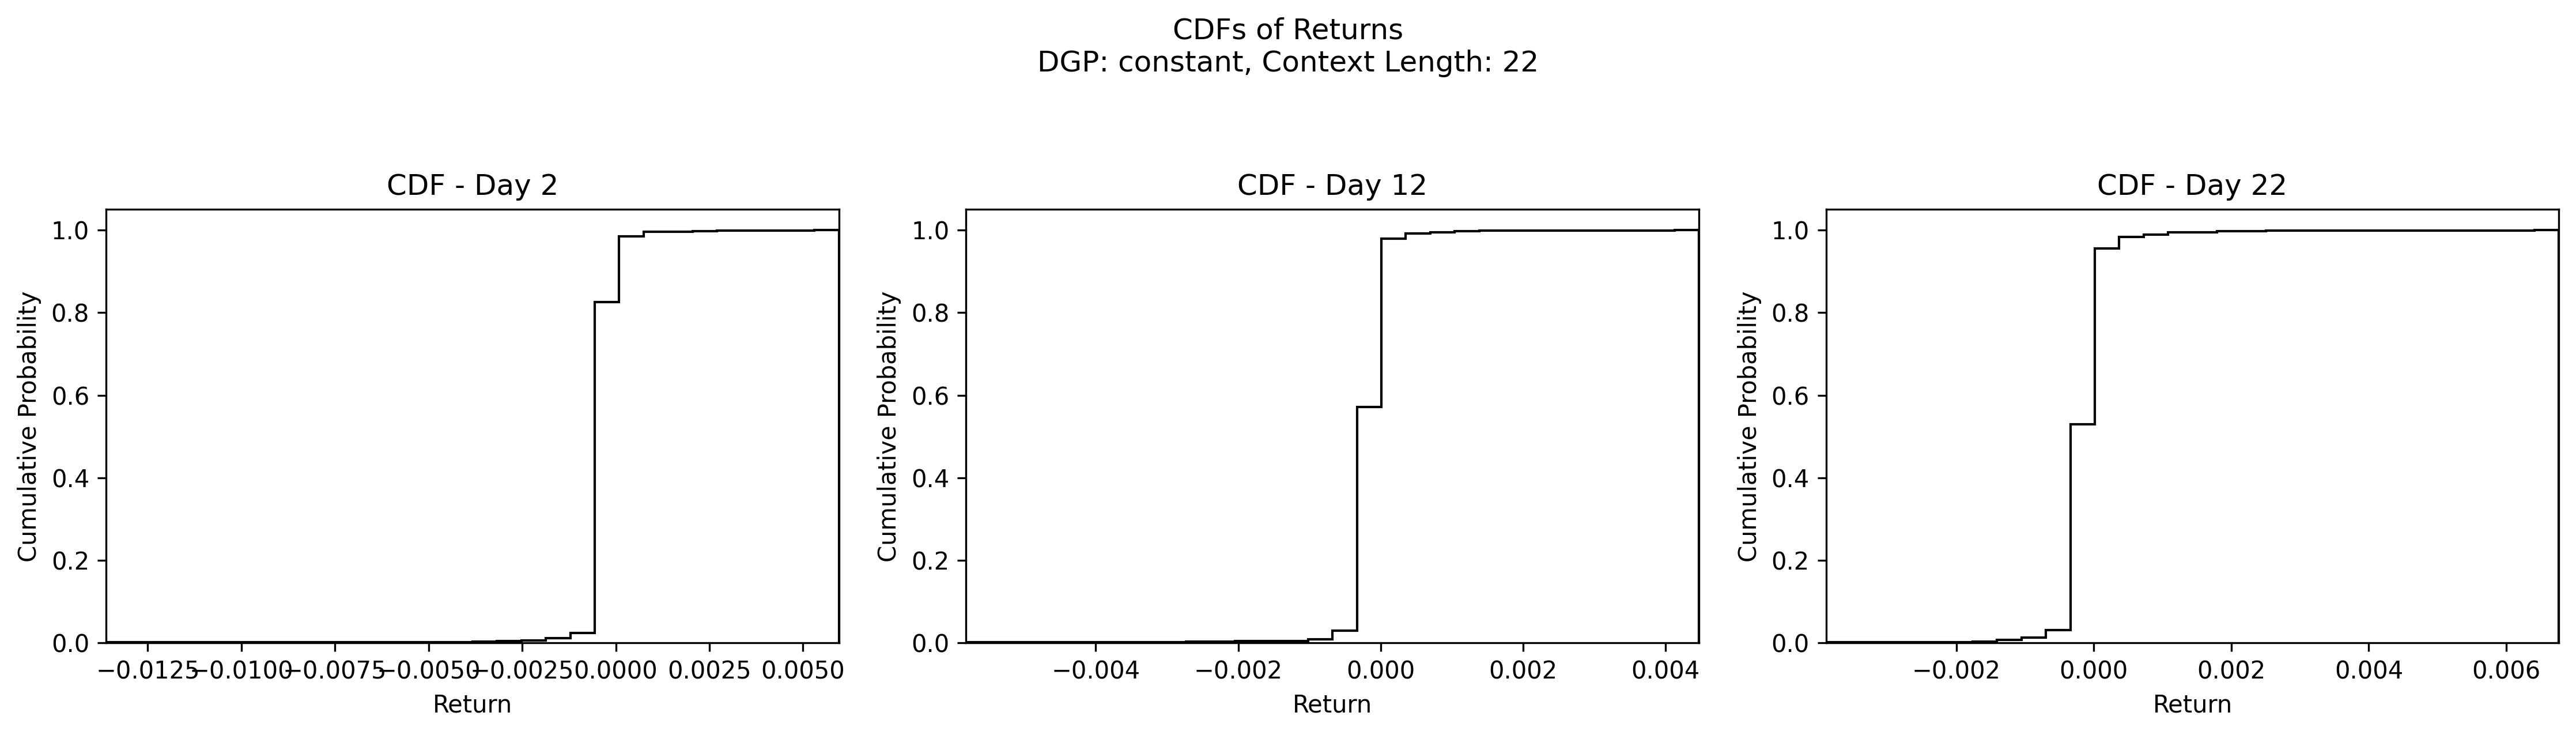 CDFs of Returns
DGP: constant, Context Length: 22
CDF - Day 2
Cumulative Probability
1.0
0.8
0.6
0.4
0.2
0.0
−0.0125 −0.0100 −0.0075 −0.0050 −0.0025 0.0000 0.0025 0.0050
Return
CDF - Day 12
Cumulative Probability
1.0
0.8
0.6
0.4
0.2
0.0
−0.004 −0.002 0.000 0.002 0.004
Return
CDF - Day 22
Cumulative Probability
1.0
0.8
0.6
0.4
0.2
0.0
−0.002 0.000 0.002 0.004 0.006
Return